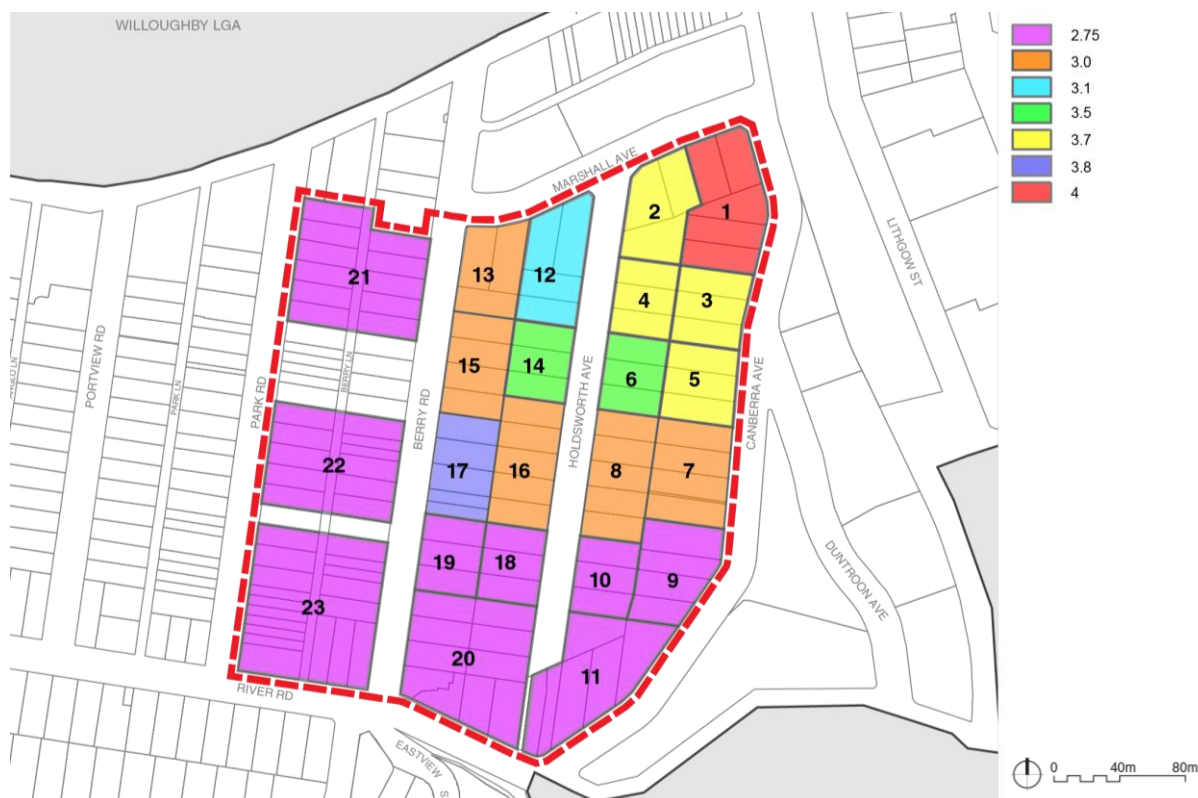 WILLOUGHBY LGA
2.75
3.0
3.1
3.5
3.7
3.8
4
MARSHALL AVE
LITHGOW ST
PORTVIEW RD
PARK LN
PARK RD
BERRY LN
BERRY RD
HOLDSWORTH AVE
CANBERRA AVE
DUNTROON AVE
RIVER RD
EASTVIEW
S
1
2
3
4
5
6
7
8
9
10
11
12
13
14
15
16
17
18
19
20
21
22
23
0 40m 80m